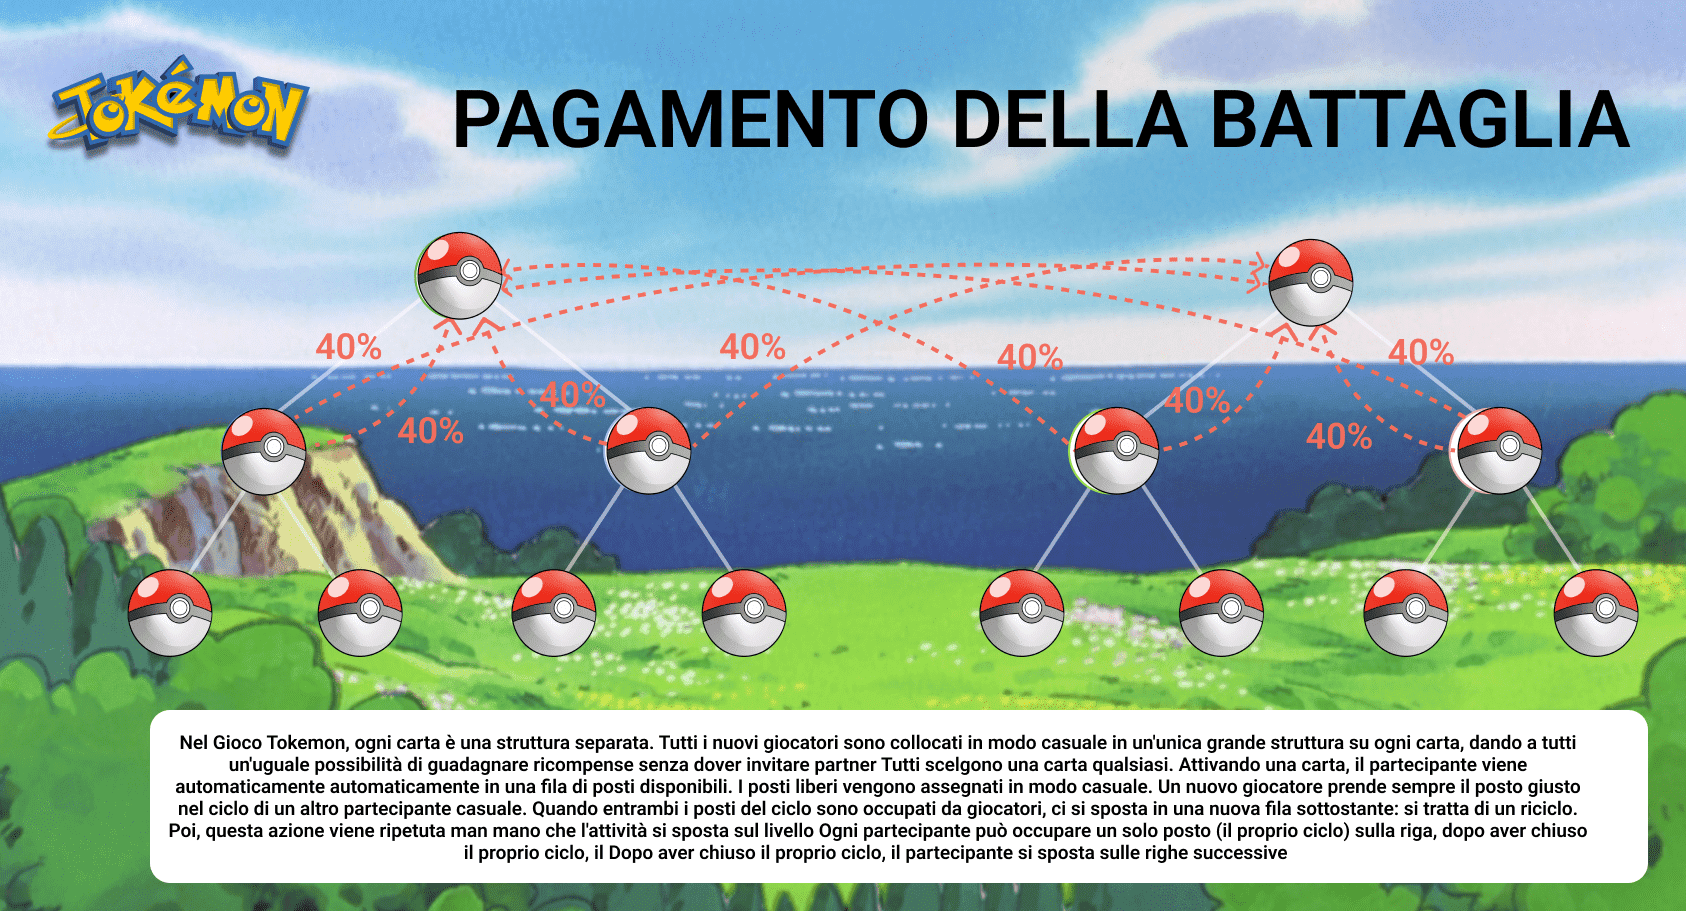 TOKéMON
PAGAMENTO DELLA BATTAGLIA
40%
40%
40%
40%
40%
40%
40%
40%
Nel Gioco Tokemon, ogni carta è una struttura separata. Tutti i nuovi giocatori sono collocati in modo casuale in un'unica grande struttura su ogni carta, dando a tutti
un'uguale possibilità di guadagnare ricompense senza dover invitare partner Tutti scelgono una carta qualsiasi. Attivando una carta, il partecipante viene
automaticamente automaticamente in una fila di posti disponibili. I posti liberi vengono assegnati in modo casuale. Un nuovo giocatore prende sempre il posto giusto
nel ciclo di un altro partecipante casuale. Quando entrambi i posti del ciclo sono occupati da giocatori, ci si sposta in una nuova fila sottostante: si tratta di un riciclo.
Poi, questa azione viene ripetuta man mano che l'attività si sposta sul livello Ogni partecipante può occupare un solo posto (il proprio ciclo) sulla riga, dopo aver chiuso
il proprio ciclo, il Dopo aver chiuso il proprio ciclo, il partecipante si sposta sulle righe successive